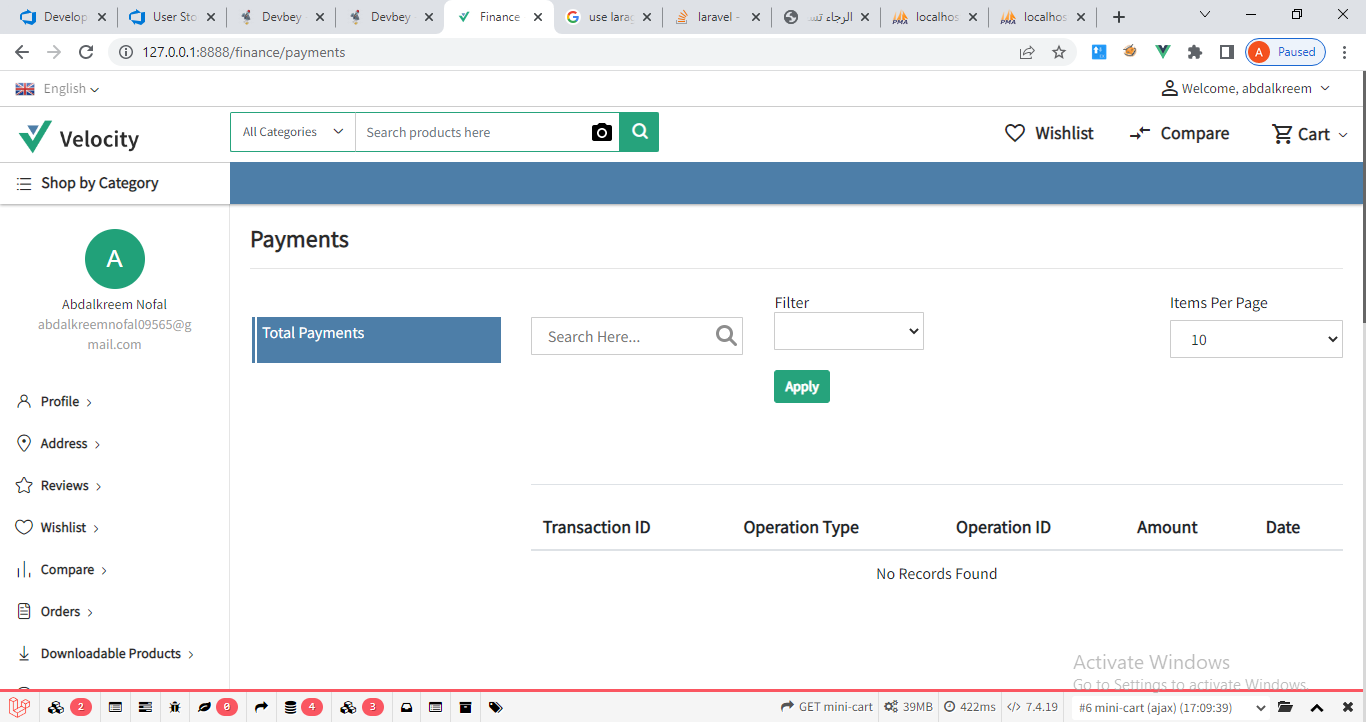 Develop
User Sto
Devbey
Devbey
Finance
use larag
laravel -
الرجاء تس
localhos
localhos
127.0.0.1:8888/finance/payments
A Paused
English
Welcome, abdalkreem
Velocity
All Categories
Search products here
Wishlist
Compare
Cart
Shop by Category
A
Abdalkreem Nofal
abdalkreemnofal09565@g
mail.com
Profile
Address
Reviews
Wishlist
Compare
Orders
Downloadable Products
Payments
Total Payments
Search Here...
Filter
Apply
Items Per Page
10
Transaction ID Operation Type Operation ID Amount Date
No Records Found
Activate Windows
Go to Settings to activate Windows.
2 0 4 3 GET mini-cart 39MB 422ms 7.4.19 #6 mini-cart (ajax) (17:09:39)